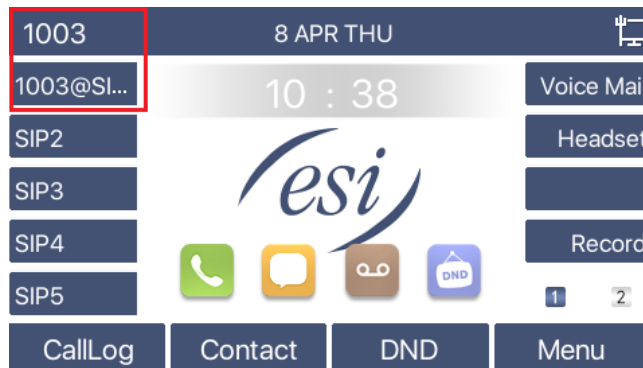 1003 8 APR THU
1003@SI... 10 : 38 Voice Mai
SIP2 Headset
SIP3 esi
SIP4 Record
DND
SIP5 1 2
CallLog Contact DND Menu